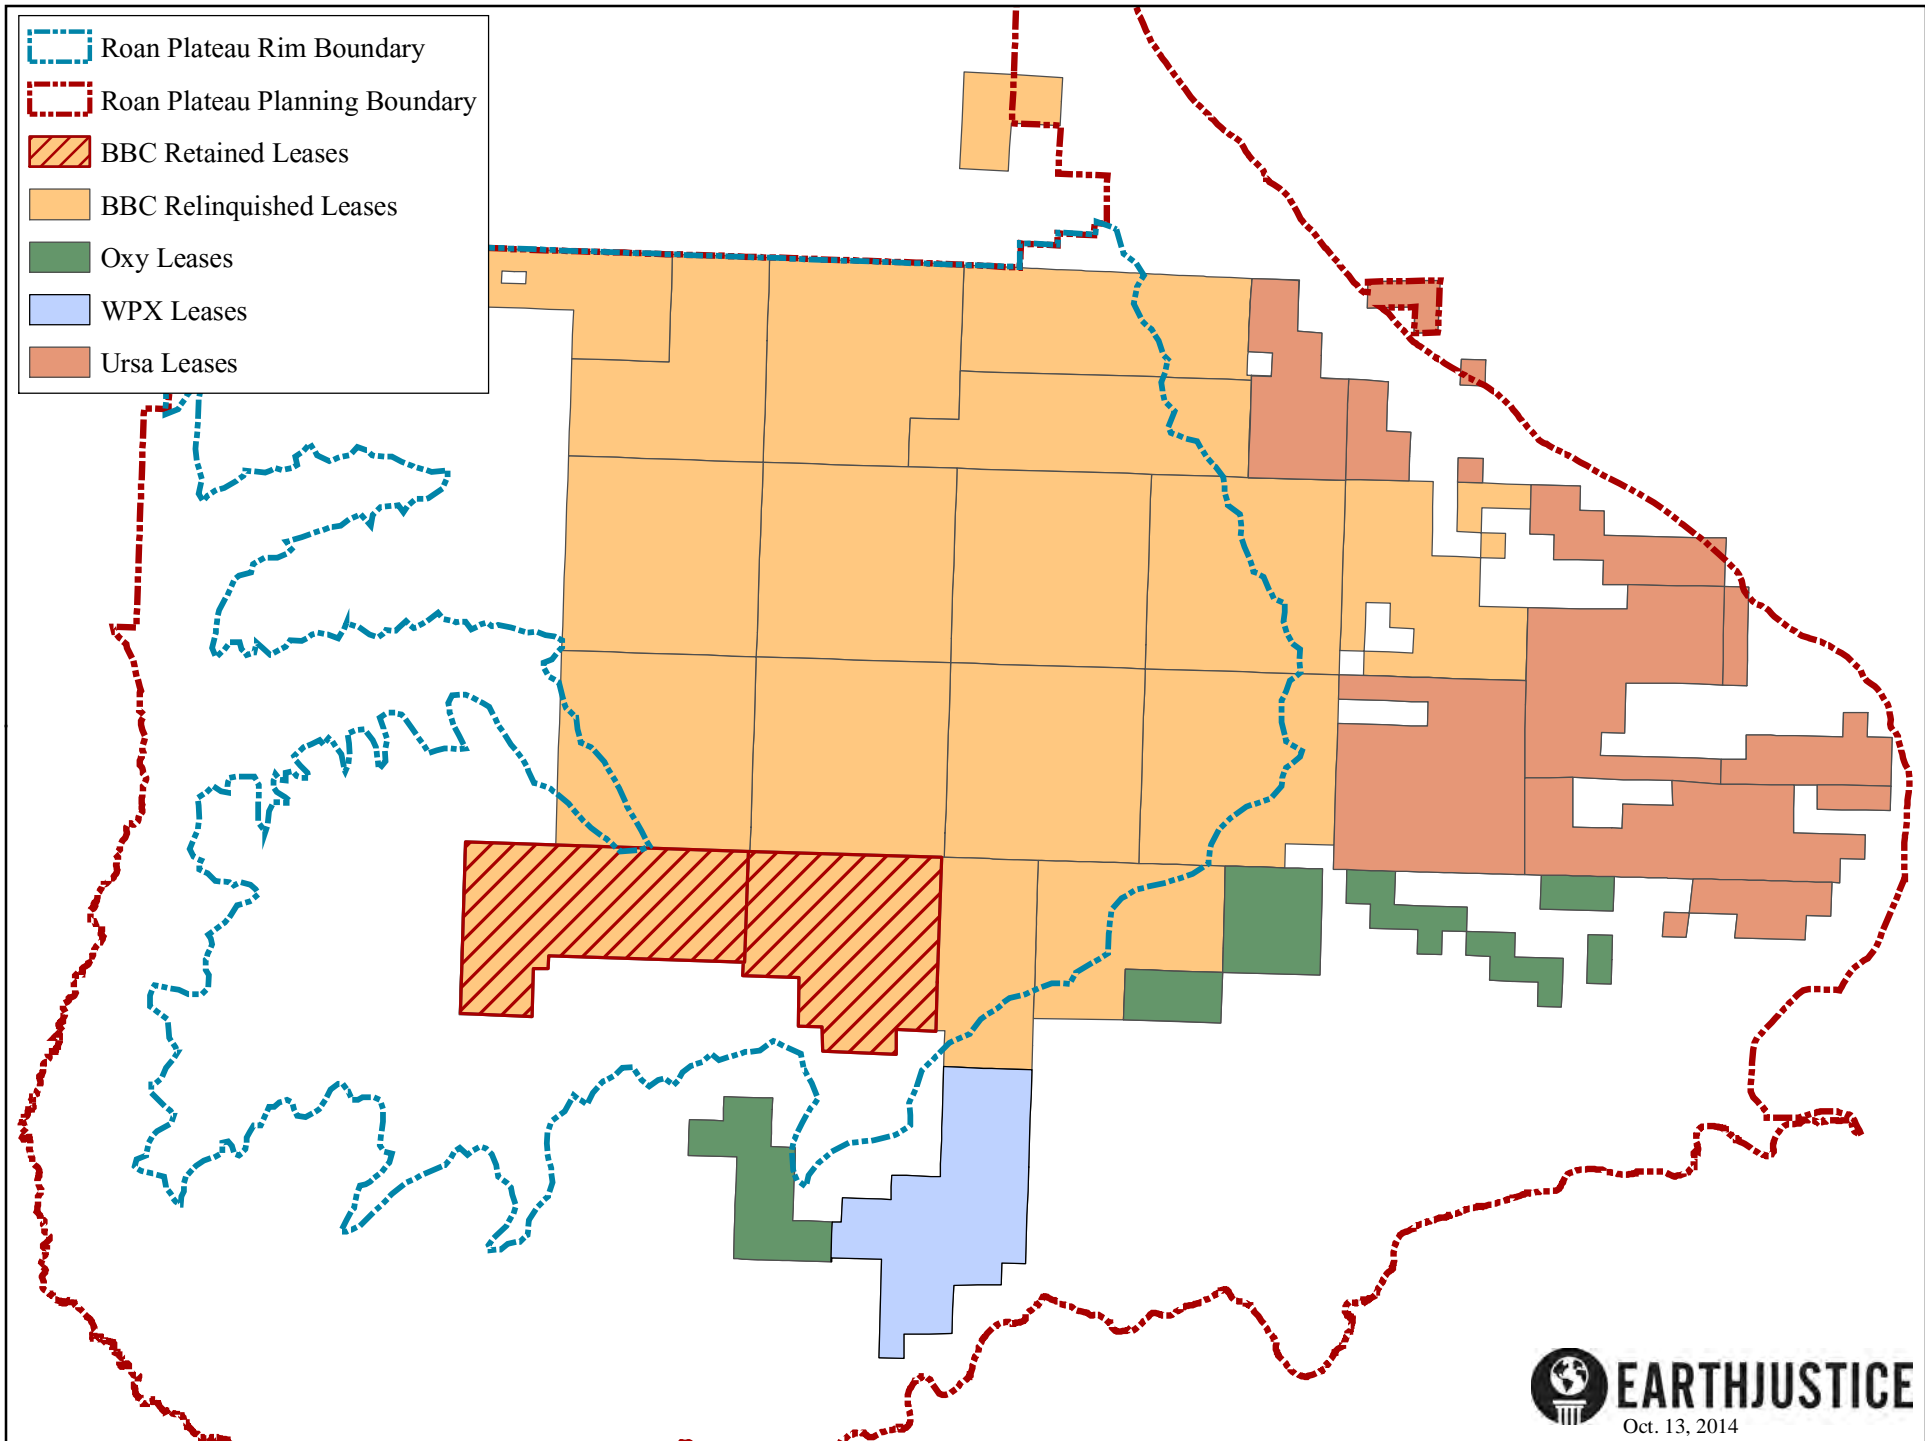 Roan Plateau Rim Boundary
Roan Plateau Planning Boundary
BBC Retained Leases
BBC Relinquished Leases
Oxy Leases
WPX Leases
Ursa Leases
EARTHJUSTICE
Oct. 13, 2014